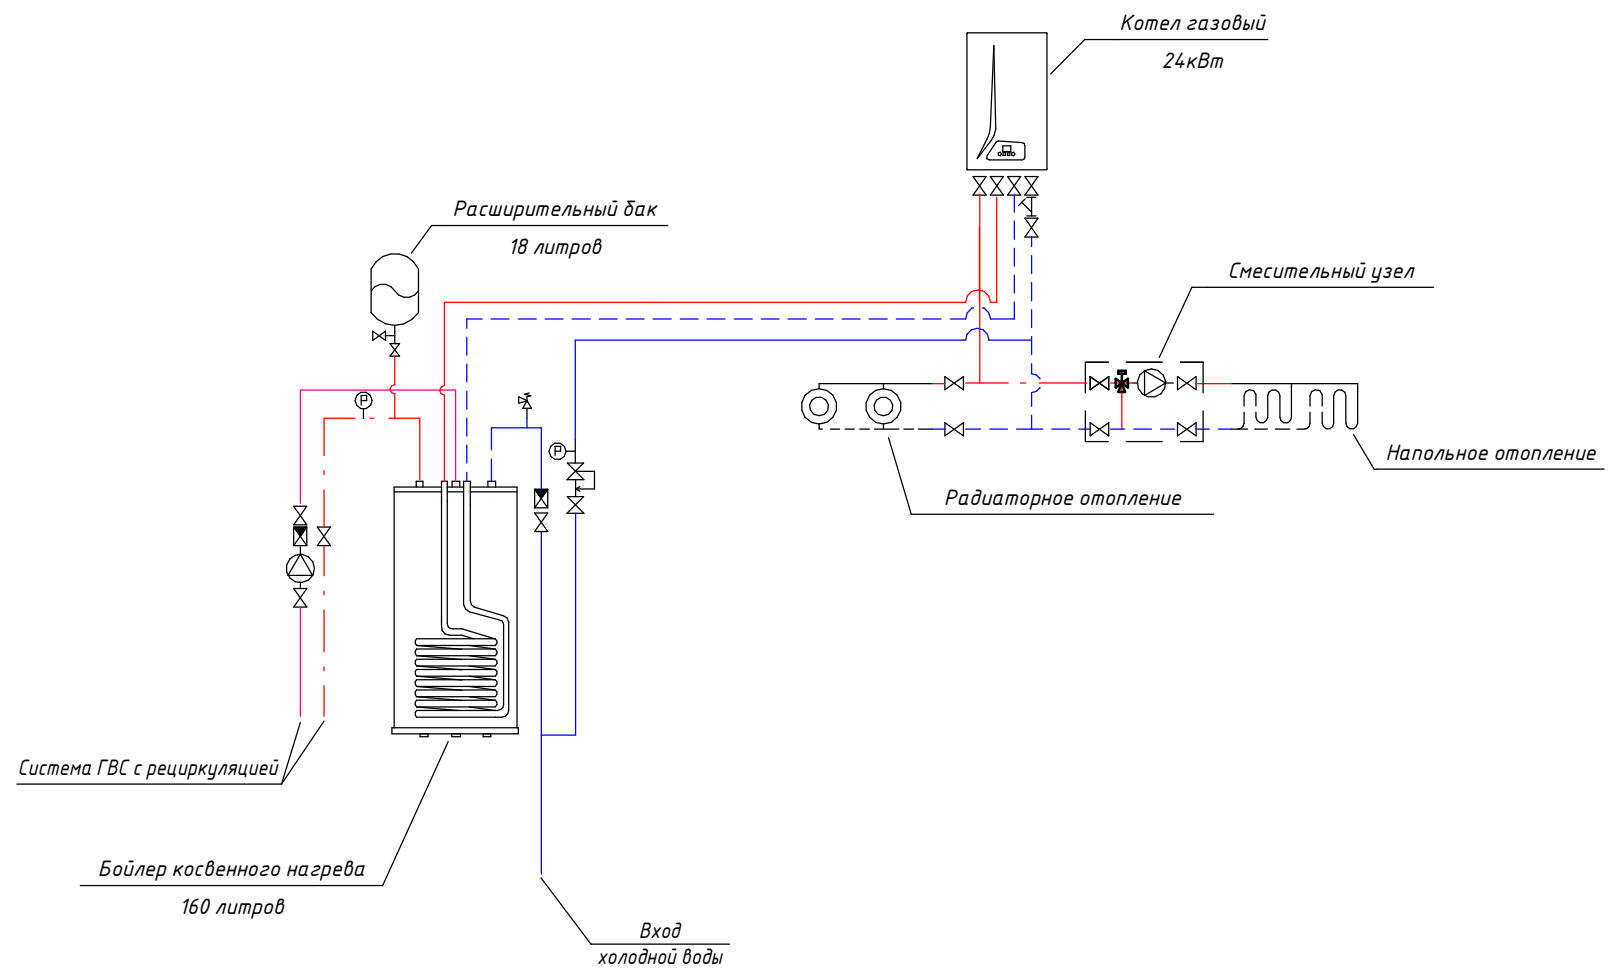 Котел газовый
24кВт
Расширительный бак
18 литров
Смесительный узел
P
P
Напольное отопление
Радиаторное отопление
Система ГВС с рециркуляцией
Бойлер косвенного нагрева
160 литров
Вход
холодной воды